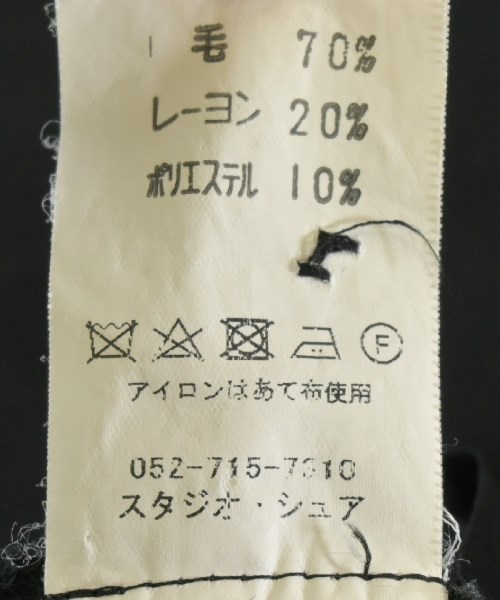 毛 70%
レーヨン 20%
ポリエステル 10%
F
アイロンはあて布使用
052-715-7310
スタジオ・シュア